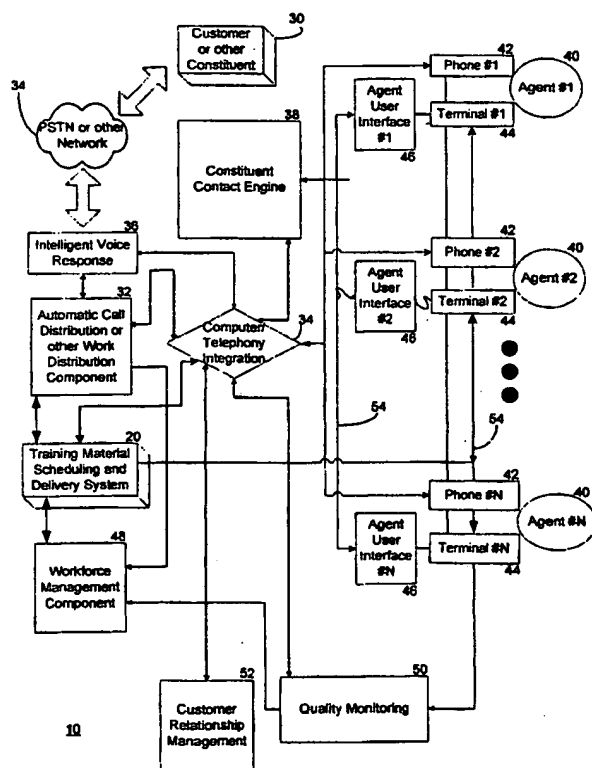 30
Customer
or other
Constituent
34
PSTN or other
Network
38
Constituent
Contact Engine
36
Intelligent Voice
Response
32
Automatic Call
Distribution or
other Work
Distribution
Component
Computer/
Telephony
Integration
34
20
Training Material
Scheduling and
Delivery System
48
Workforce
Management
Component
52
Customer
Relationship
Management
50
Quality Monitoring
10
42
Phone #1
40
Agent #1
Agent
User
Interface
#1
46
Terminal #1
44
42
Phone #2
40
Agent #2
Agent
User
Interface
#2
46
Terminal #2
44
54
54
42
Phone #N
40
Agent #N
Agent
User
Interface
#N
46
Terminal #N
44